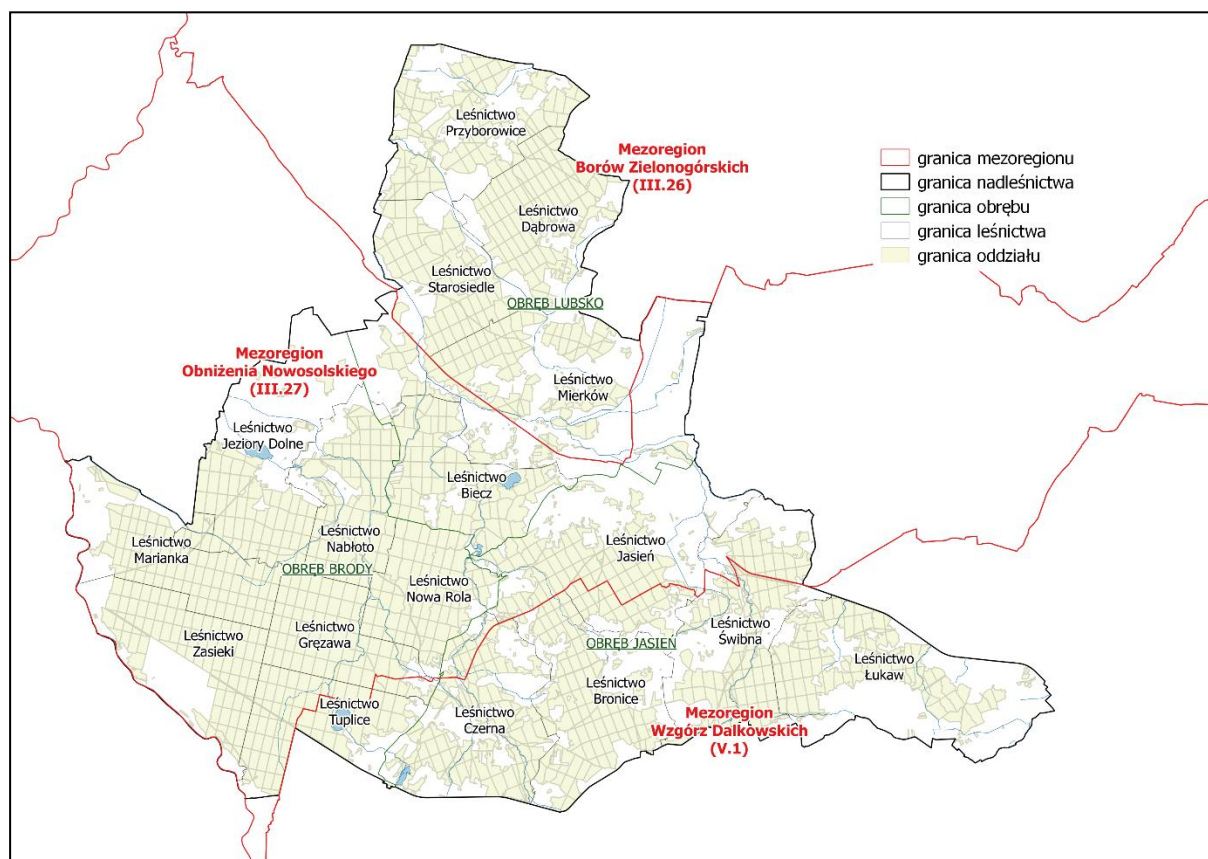 Leśnictwo
Przyborowice
Mezoregion
Borów Zielonogórskich
(III.26)
granica mezoregionu
granica nadleśnictwa
granica obrębu
granica leśnictwa
granica oddziału
Leśnictwo
Dąbrowa
Leśnictwo
Starosiedle
OBRĘB LUBSKO
Mezoregion
Obniżenia Nowosolskiego
(III.27)
Leśnictwo
Mierków
Leśnictwo
Jeziory Dolne
Leśnictwo
Biecz
Leśnictwo
Marianka
Leśnictwo
Nabłoto
Leśnictwo
Jasień
OBRĘB BRODY
Leśnictwo
Nowa Rola
Leśnictwo
Zasieki
Leśnictwo
Gręzawa
OBRĘB JASIEŃ
Leśnictwo
Świbna
Leśnictwo
Łukaw
Leśnictwo
Bronice
Leśnictwo
Tuplice
Leśnictwo
Czerna
Mezoregion
Wzgórz Dalkowskich
(V.1)